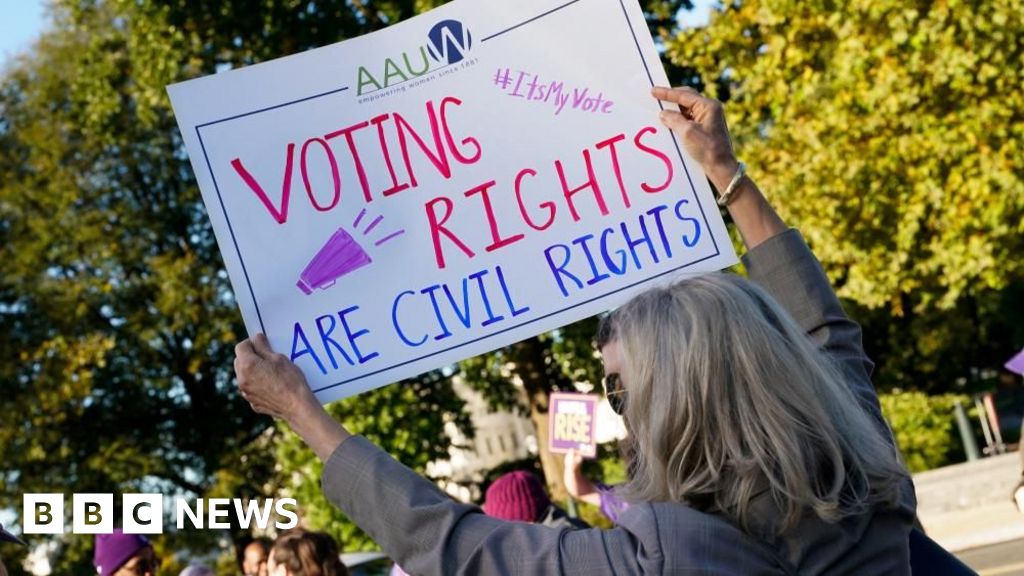 AAUW
empowering women since 1881
#ItsMyVote
VOTING
RIGHTS
ARE CIVIL RIGHTS
RISE
BBC NEWS